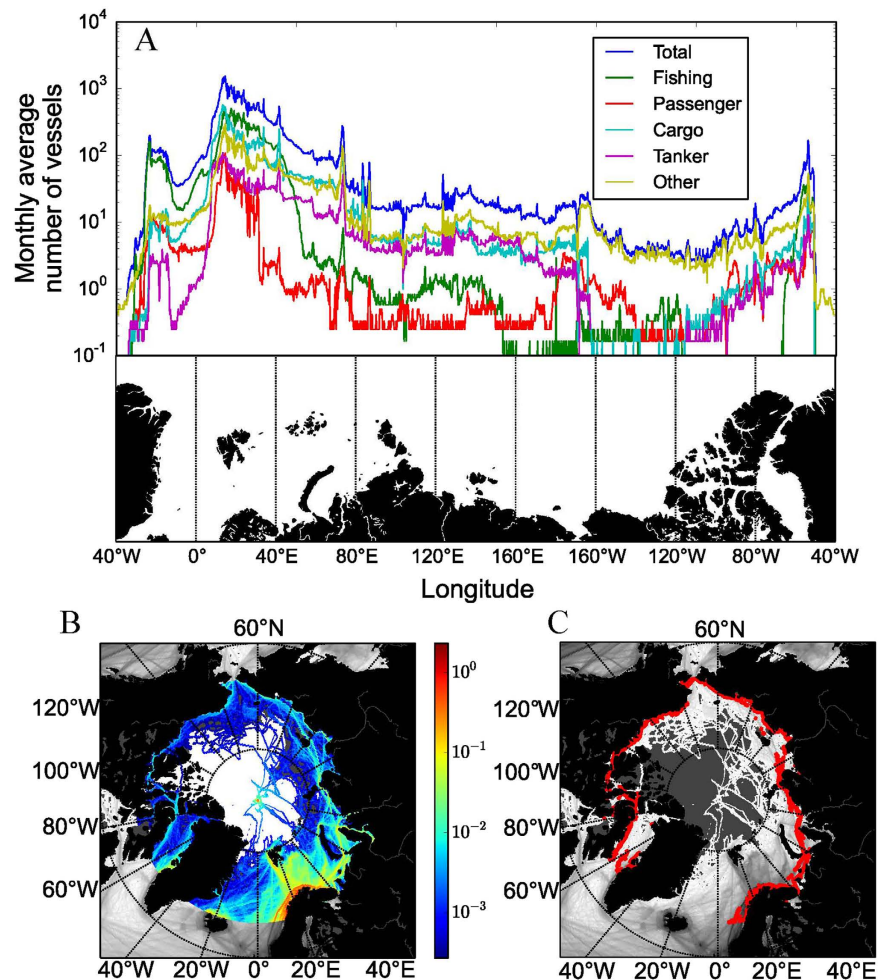 A
Monthly average
number of vessels
10^4
10^3
10^2
10^1
10^0
10^-1
Total
Fishing
Passenger
Cargo
Tanker
Other
40°W 0° 40°E 80°E 120°E 160°E 160°W 120°W 80°W 40°W
Longitude
B
60°N
120°W
100°W
80°W
60°W
40°W 20°W 0° 20°E 40°E
10^0
10^-1
10^-2
10^-3
C
60°N
120°W
100°W
80°W
60°W
40°W 20°W 0° 20°E 40°E